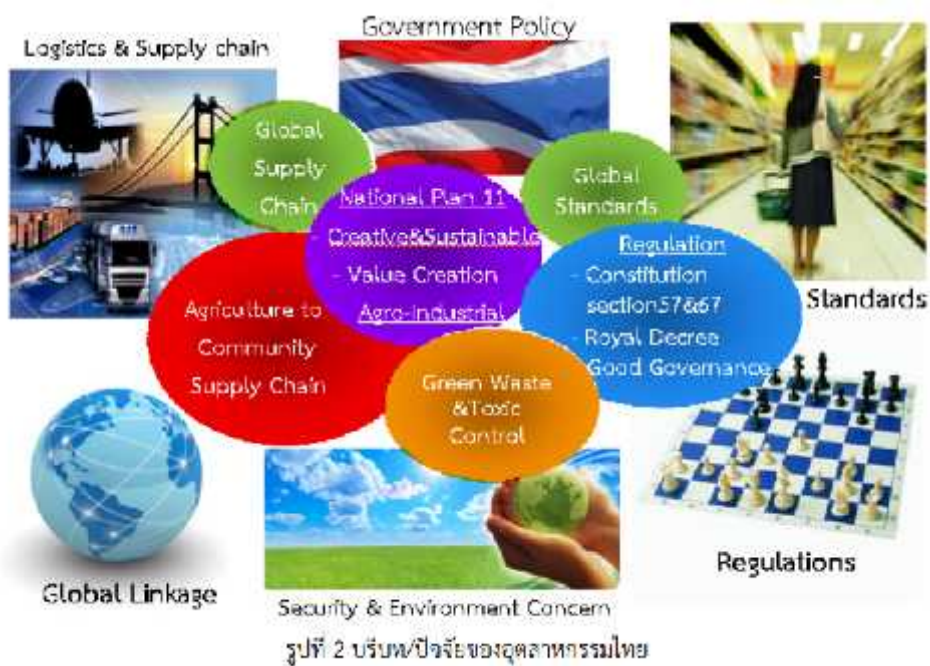 Government Policy
Logistics & Supply chain
Global
Supply
Chain
National Plan 11
- Creative&Sustainable
- Value Creation
Agro-Industrial
Global
Standards
Regulation
- Constitution
section57&67
- Royal Decree
- Good Governance
Standards
Agriculture to
Community
Supply Chain
Green Waste
&Toxic
Control
Global Linkage
Security & Environment Concern
Regulations
รูปที่ 2 บริบท/ปัจจัยของอุตสาหกรรมไทย